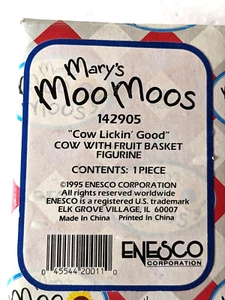 Mary's
MooMoos
142905
"Cow Lickin' Good"
COW WITH FRUIT BASKET
FIGURINE
CONTENTS: 1 PIECE
©1995 ENESCO CORPORATION
All rights reserved worldwide
ENESCO is a registered U.S. trademark
ELK GROVE VILLAGE, IL 60007
Made In China Printed In China
ENESCO
CORPORATION
0 45544 20011 0